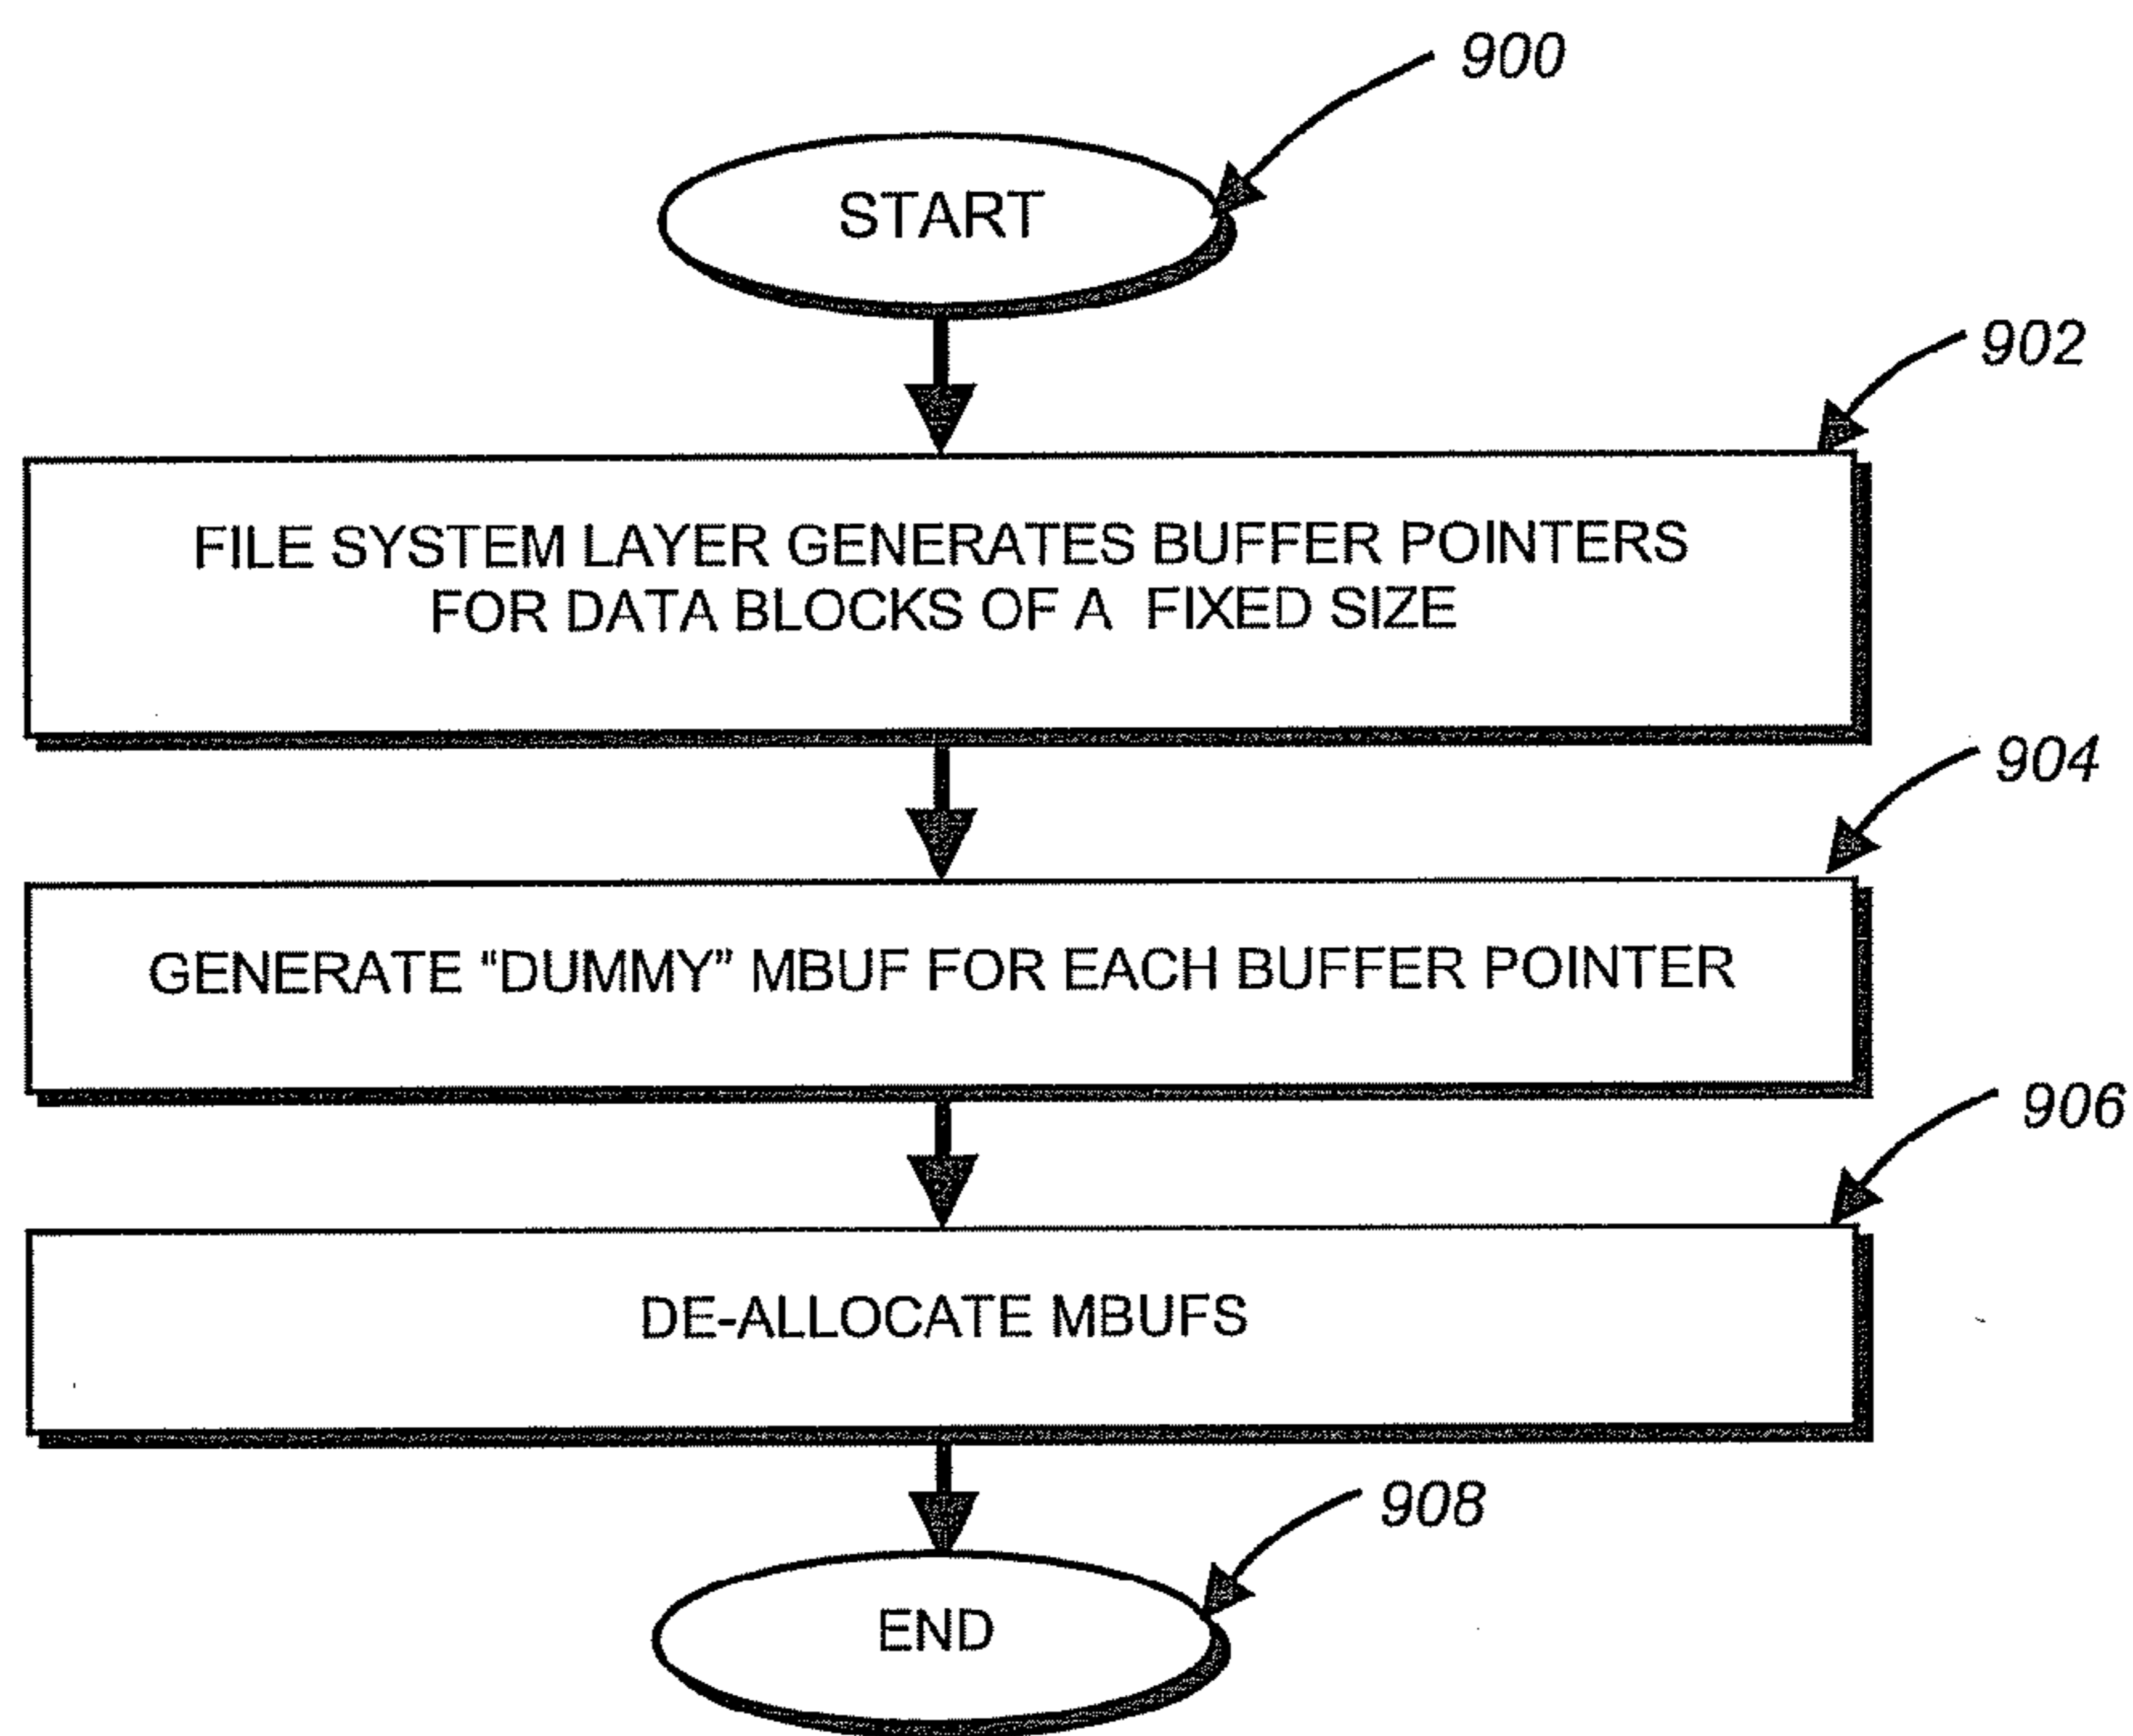 900
START
902
FILE SYSTEM LAYER GENERATES BUFFER POINTERS
FOR DATA BLOCKS OF A FIXED SIZE
904
GENERATE “DUMMY” MBUF FOR EACH BUFFER POINTER
906
DE-ALLOCATE MBUFS
908
END